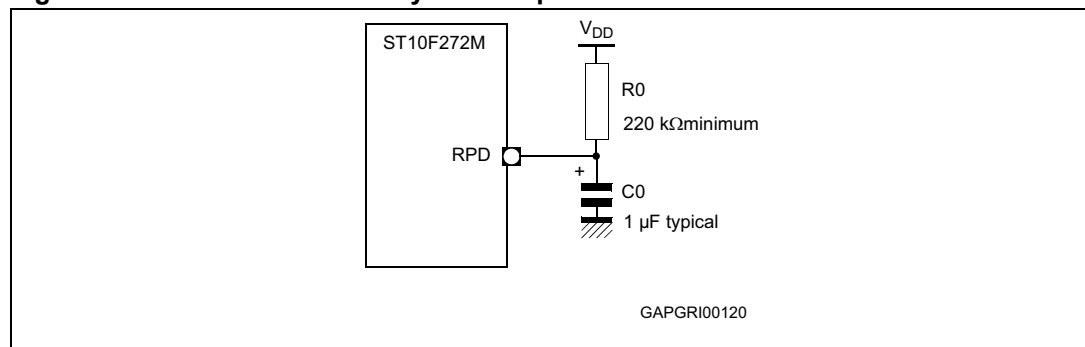 ST10F272M
VDD
R0
220 kΩminimum
RPD
+
C0
1 µF typical
GAPGRI00120